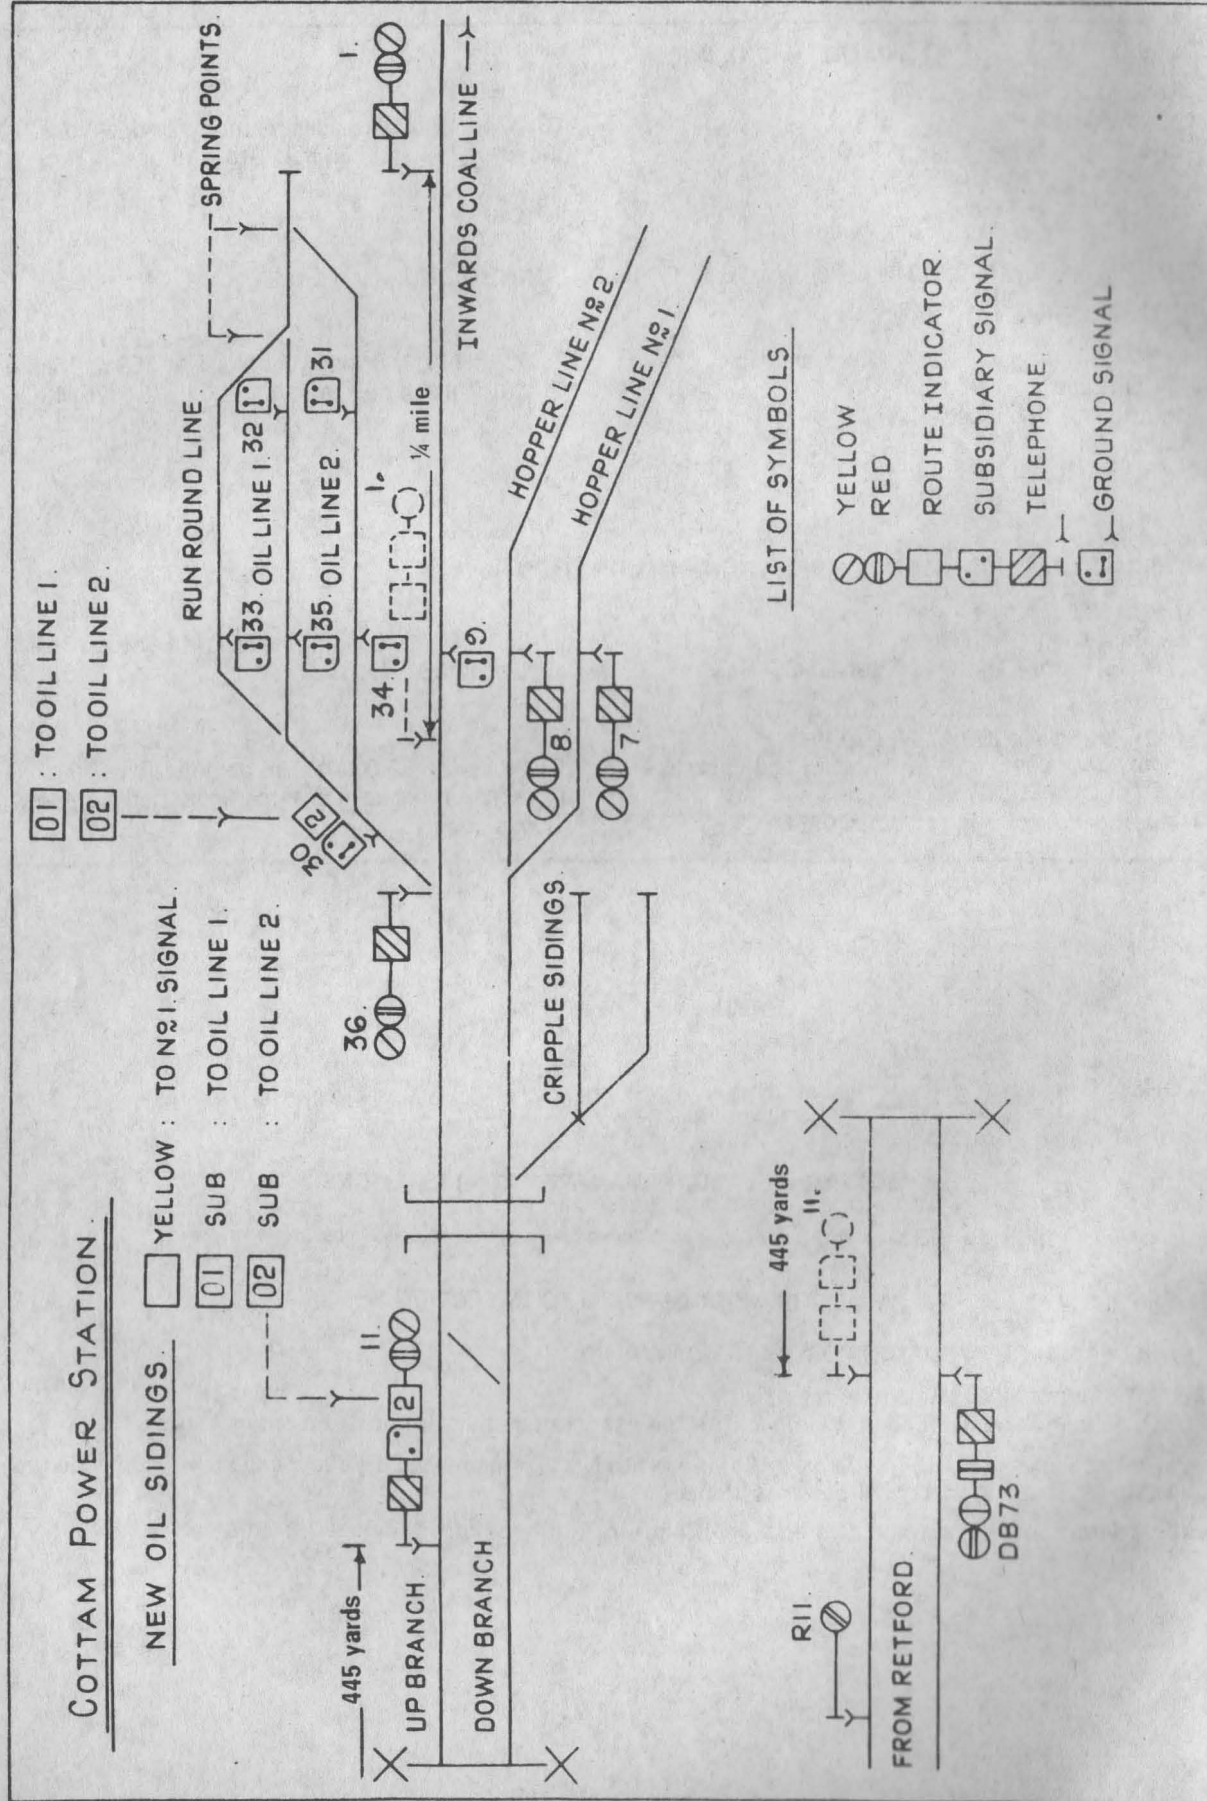 COTTAM POWER STATION.
NEW OIL SIDINGS.
YELLOW : TO Nº1. SIGNAL.
01 SUB : TO OIL LINE 1.
02 SUB : TO OIL LINE 2.
01 : TO OIL LINE 1.
02 : TO OIL LINE 2.
SPRING POINTS.
RUN ROUND LINE.
33. OIL LINE 1. 32
35. OIL LINE 2. 31
30
2
34.
1.
1.
¼ mile
36.
11.
2
445 yards
UP BRANCH.
DOWN BRANCH
INWARDS COAL LINE
9.
8.
7.
HOPPER LINE Nº 2.
HOPPER LINE Nº 1.
CRIPPLE SIDINGS.
445 yards
11.
R11.
FROM RETFORD.
DB73.
LIST OF SYMBOLS.
YELLOW
RED
ROUTE INDICATOR.
SUBSIDIARY SIGNAL.
TELEPHONE.
GROUND SIGNAL